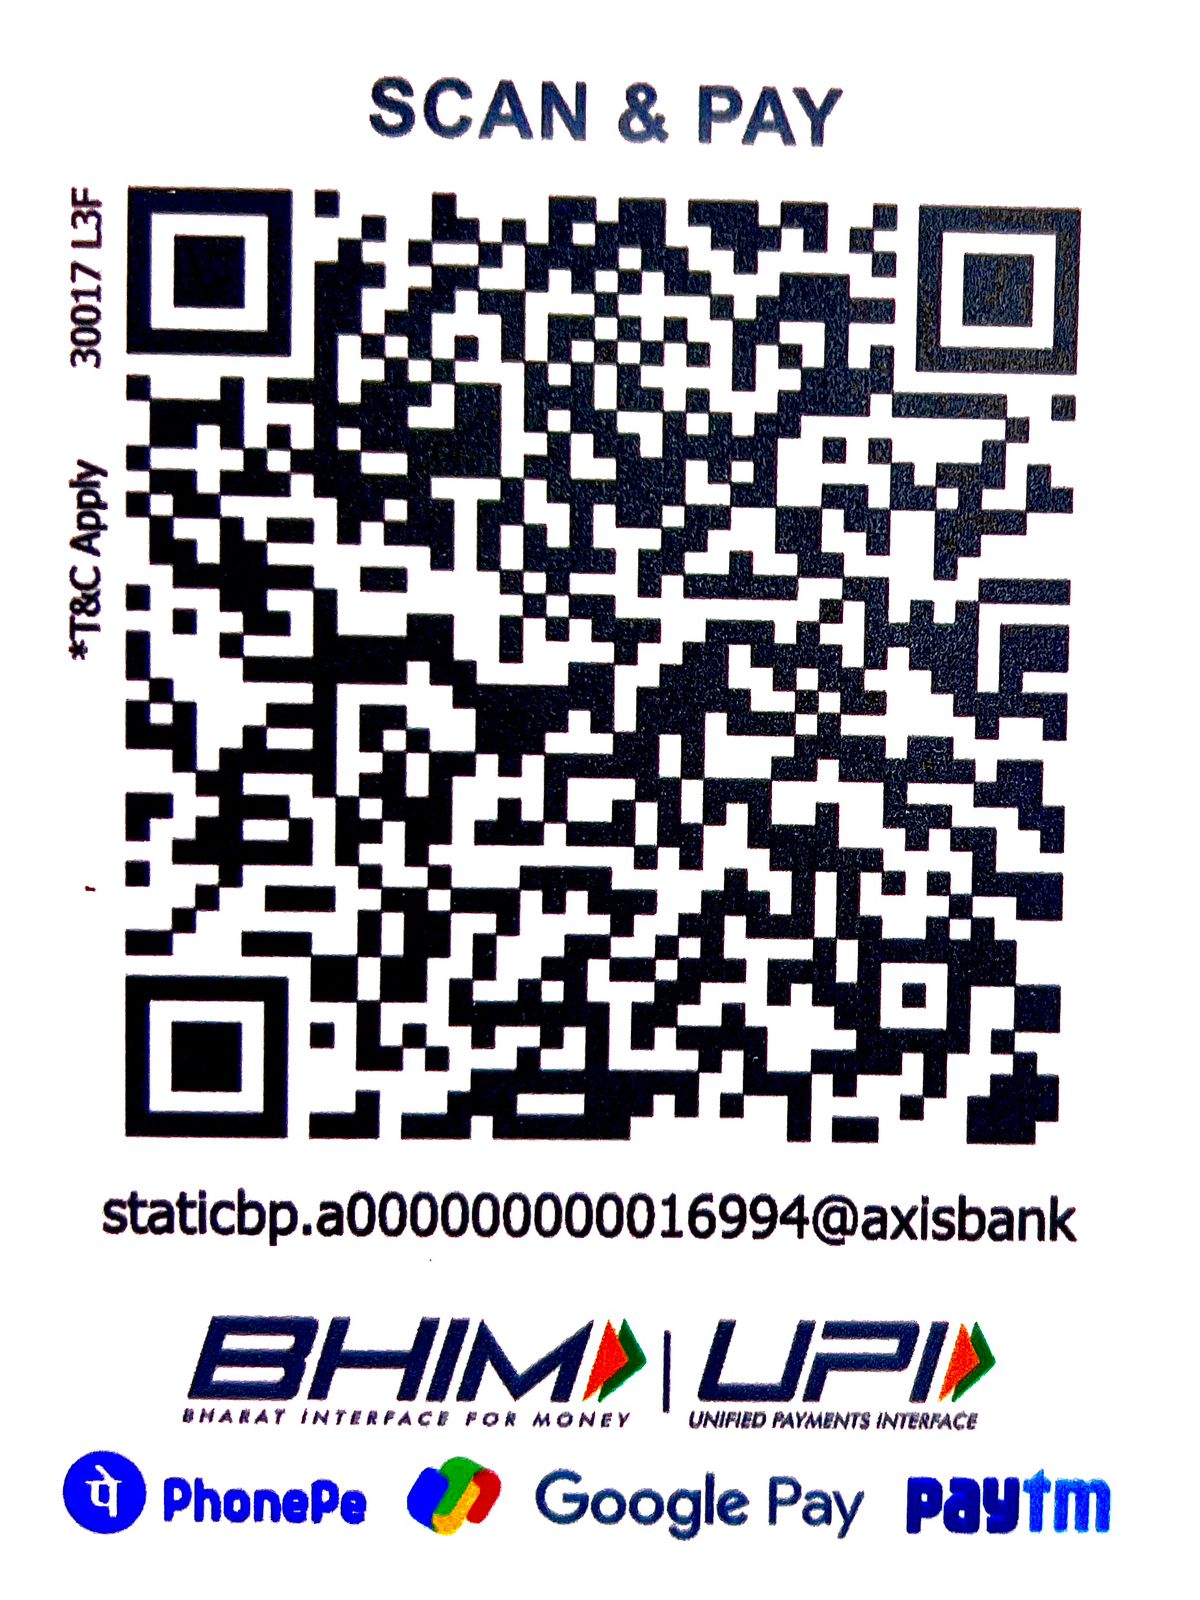 SCAN & PAY
*T&C Apply 30017 L3F
staticbp.a000000000016994@axisbank
BHIM | UPI
BHARAT INTERFACE FOR MONEY UNIFIED PAYMENTS INTERFACE
पे PhonePe Google Pay paytm